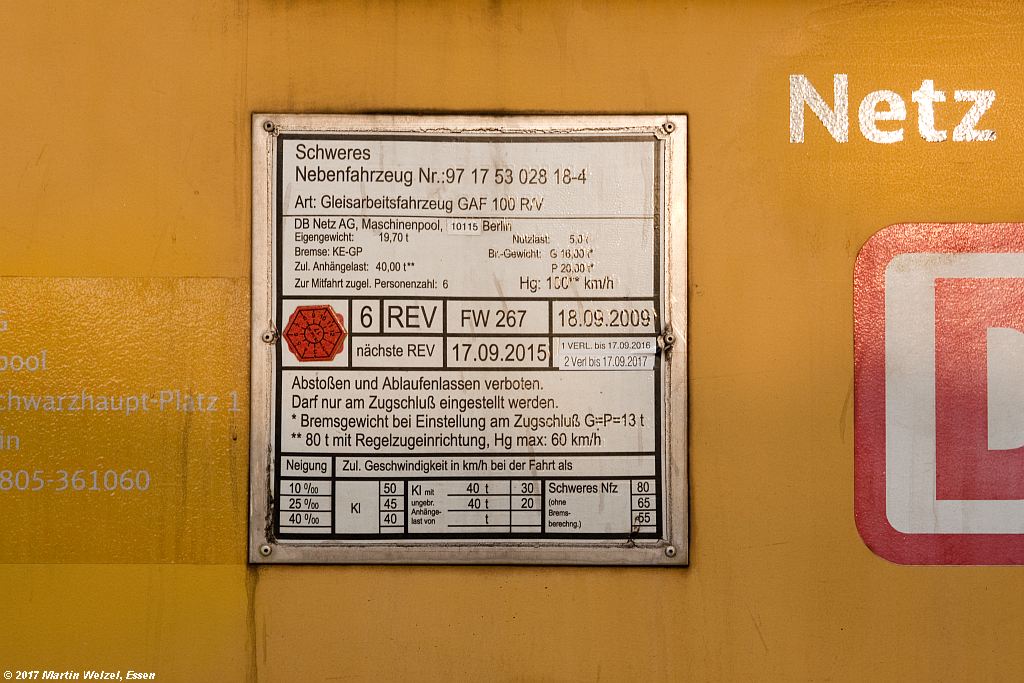 Netz
Schweres
Nebenfahrzeug Nr.:97 17 53 028 18-4
Art: Gleisarbeitsfahrzeug GAF 100 R/V
DB Netz AG, Maschinenpool, 10115 Berlin
Eigengewicht: 19,70 t Nutzlast: 5,0 t
Bremse: KE-GP Br.-Gewicht: G 16,00 t*
Zul. Anhängelast: 40,00 t** P 20,00 t*
Zur Mitfahrt zugel. Personenzahl: 6 Hg: 100** km/h
6 REV FW 267 18.09.2009
nächste REV 17.09.2015 1 VERL. bis 17.09.2016
2 Verl bis 17.09.2017
Abstoßen und Ablaufenlassen verboten.
Darf nur am Zugschluß eingestellt werden.
* Bremsgewicht bei Einstellung am Zugschluß G=P=13 t
** 80 t mit Regelzugeinrichtung, Hg max: 60 km/h
Neigung Zul. Geschwindigkeit in km/h bei der Fahrt als
10 ‰ 50 Kl mit 40 t 30 Schweres Nfz 80
25 ‰ Kl 45 ungebr. 40 t 20 (ohne 65
40 ‰ 40 Anhänge- t Brems- 55
last von berechng.)
G
pool
chwarzhaupt-Platz 1
in
805-361060
D
© 2017 Martin Welzel, Essen